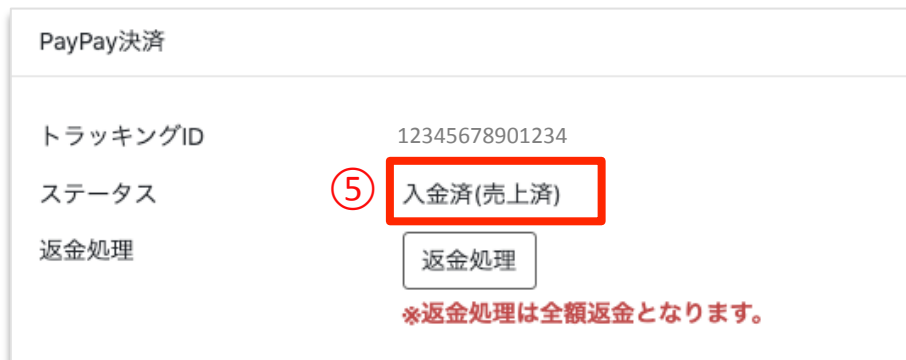 PayPay決済
トラッキングID 12345678901234
ステータス ⑤ 入金済(売上済)
返金処理 返金処理
※返金処理は全額返金となります。